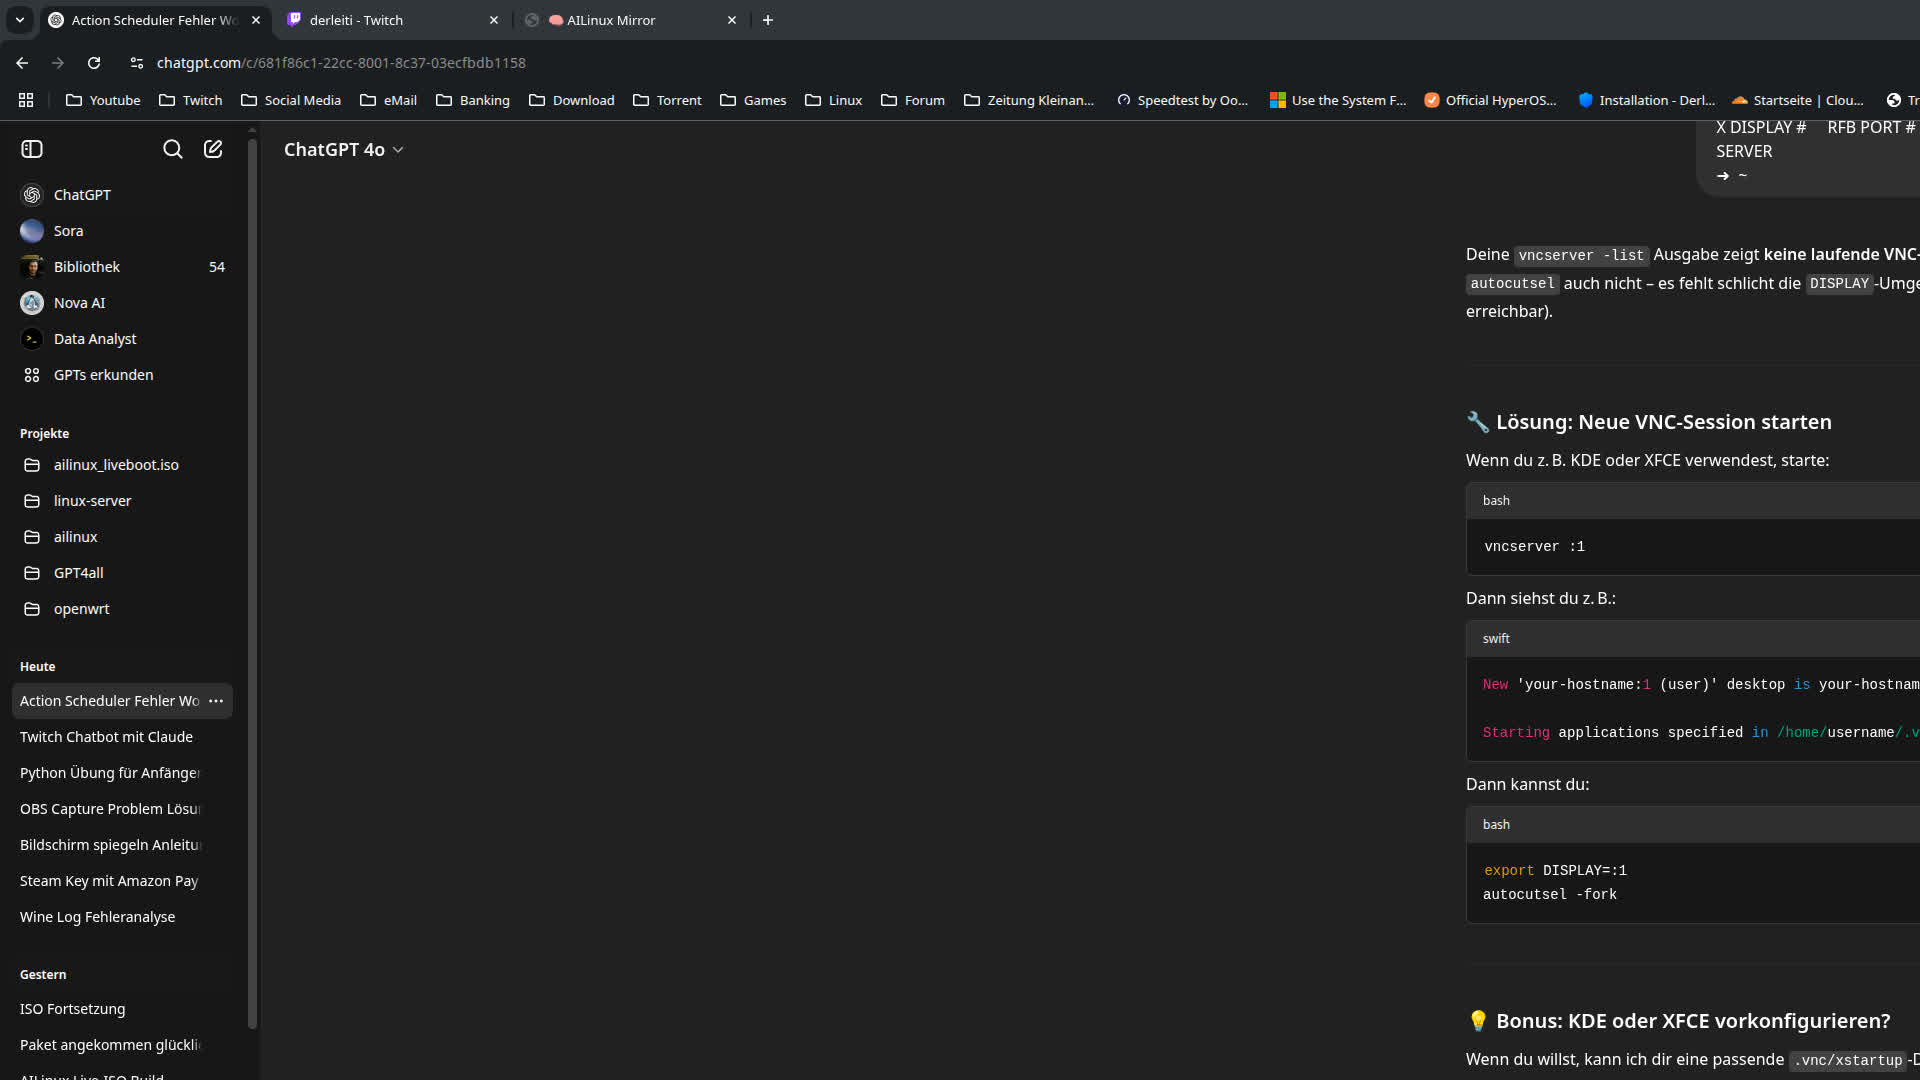 Action Scheduler Fehler Wo
derleiti - Twitch
AILinux Mirror
chatgpt.com/c/681f86c1-22cc-8001-8c37-03ecfbdb1158
Youtube
Twitch
Social Media
eMail
Banking
Download
Torrent
Games
Linux
Forum
Zeitung Kleinan...
Speedtest by Oo...
Use the System F...
Official HyperOS...
Installation - Derl...
Startseite | Clou...
Tr
ChatGPT
Sora
Bibliothek 54
Nova AI
Data Analyst
GPTs erkunden
Projekte
ailinux_liveboot.iso
linux-server
ailinux
GPT4all
openwrt
Heute
Action Scheduler Fehler Wo
Twitch Chatbot mit Claude
Python Übung für Anfänger
OBS Capture Problem Lösu
Bildschirm spiegeln Anleitu
Steam Key mit Amazon Pay
Wine Log Fehleranalyse
Gestern
ISO Fortsetzung
Paket angekommen glückli
AILinux Live ISO Build
ChatGPT 4o
X DISPLAY # RFB PORT #
SERVER
➜ ~
Deine vncserver -list Ausgabe zeigt keine laufende VNC-
autocutsel auch nicht – es fehlt schlicht die DISPLAY-Umge
erreichbar).
🔧 Lösung: Neue VNC-Session starten
Wenn du z. B. KDE oder XFCE verwendest, starte:
bash
vncserver :1
Dann siehst du z. B.:
swift
New 'your-hostname:1 (user)' desktop is your-hostnam
Starting applications specified in /home/username/.v
Dann kannst du:
bash
export DISPLAY=:1
autocutsel -fork
💡 Bonus: KDE oder XFCE vorkonfigurieren?
Wenn du willst, kann ich dir eine passende .vnc/xstartup-D